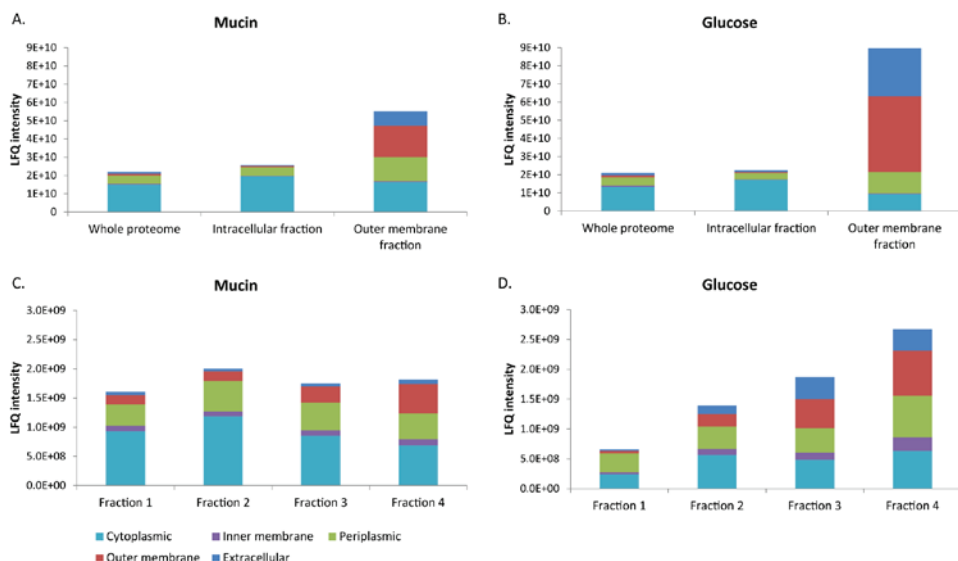 A.
Mucin
9E+10
8E+10
7E+10
6E+10
5E+10
4E+10
3E+10
2E+10
1E+10
0
LFQ intensity
Whole proteome
Intracellular fraction
Outer membrane
fraction
B.
Glucose
9E+10
8E+10
7E+10
6E+10
5E+10
4E+10
3E+10
2E+10
1E+10
0
LFQ intensity
Whole proteome
Intracellular fraction
Outer membrane
fraction
C.
Mucin
3.0E+09
2.5E+09
2.0E+09
1.5E+09
1.0E+09
5.0E+08
0.0E+00
LFQ intensity
Fraction 1
Fraction 2
Fraction 3
Fraction 4
D.
Glucose
3.0E+09
2.5E+09
2.0E+09
1.5E+09
1.0E+09
5.0E+08
0.0E+00
LFQ intensity
Fraction 1
Fraction 2
Fraction 3
Fraction 4
Cytoplasmic
Inner membrane
Periplasmic
Outer membrane
Extracellular